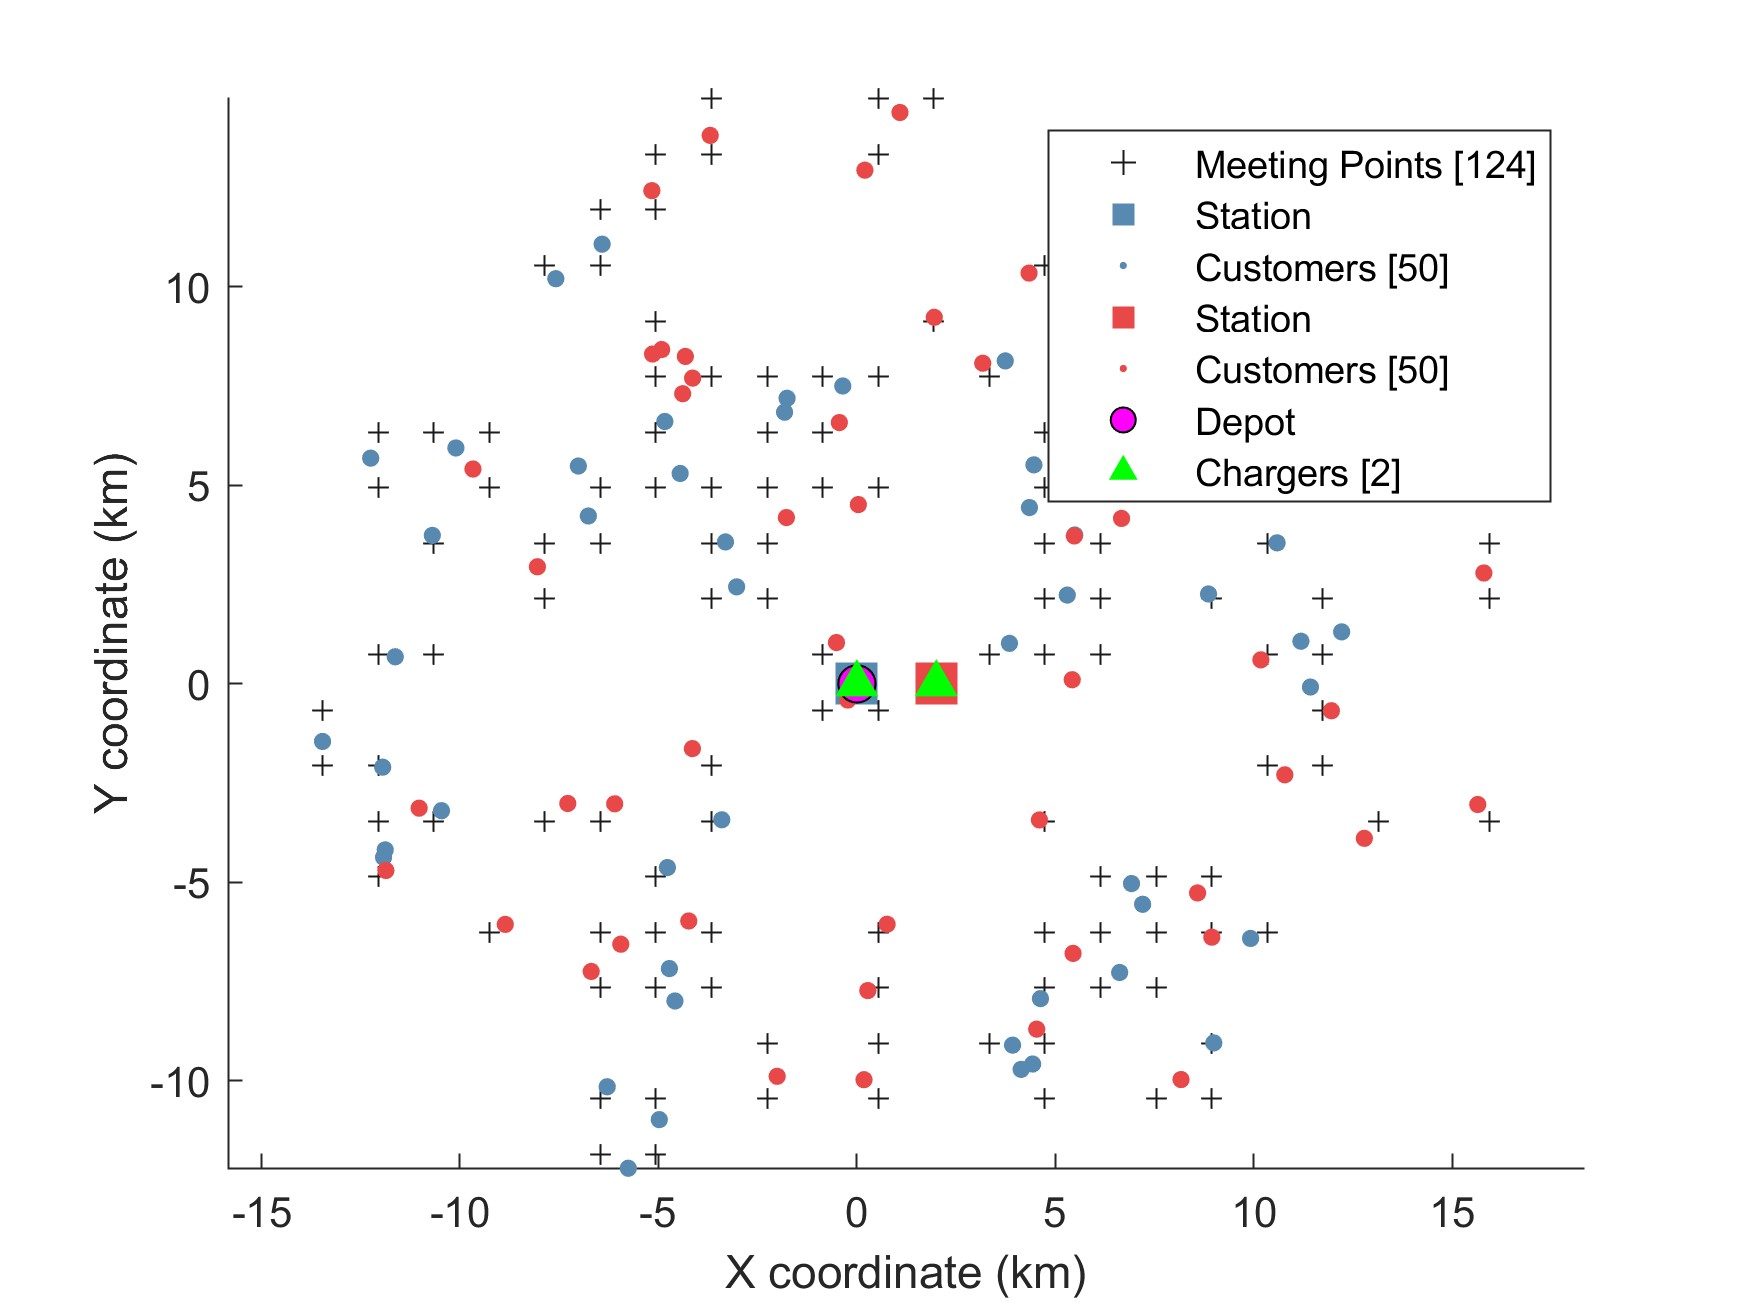 Meeting Points [124]
Station
Customers [50]
Station
Customers [50]
Depot
Chargers [2]
10
5
0
-5
-10
Y coordinate (km)
-15 -10 -5 0 5 10 15
X coordinate (km)